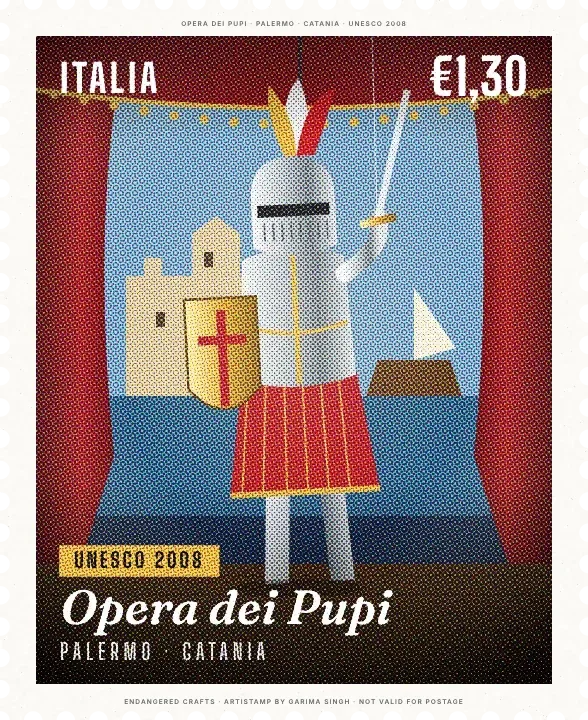 OPERA DEI PUPI · PALERMO · CATANIA · UNESCO 2008
ITALIA
€1,30
UNESCO 2008
Opera dei Pupi
PALERMO · CATANIA
ENDANGERED CRAFTS · ARTISTAMP BY GARIMA SINGH · NOT VALID FOR POSTAGE